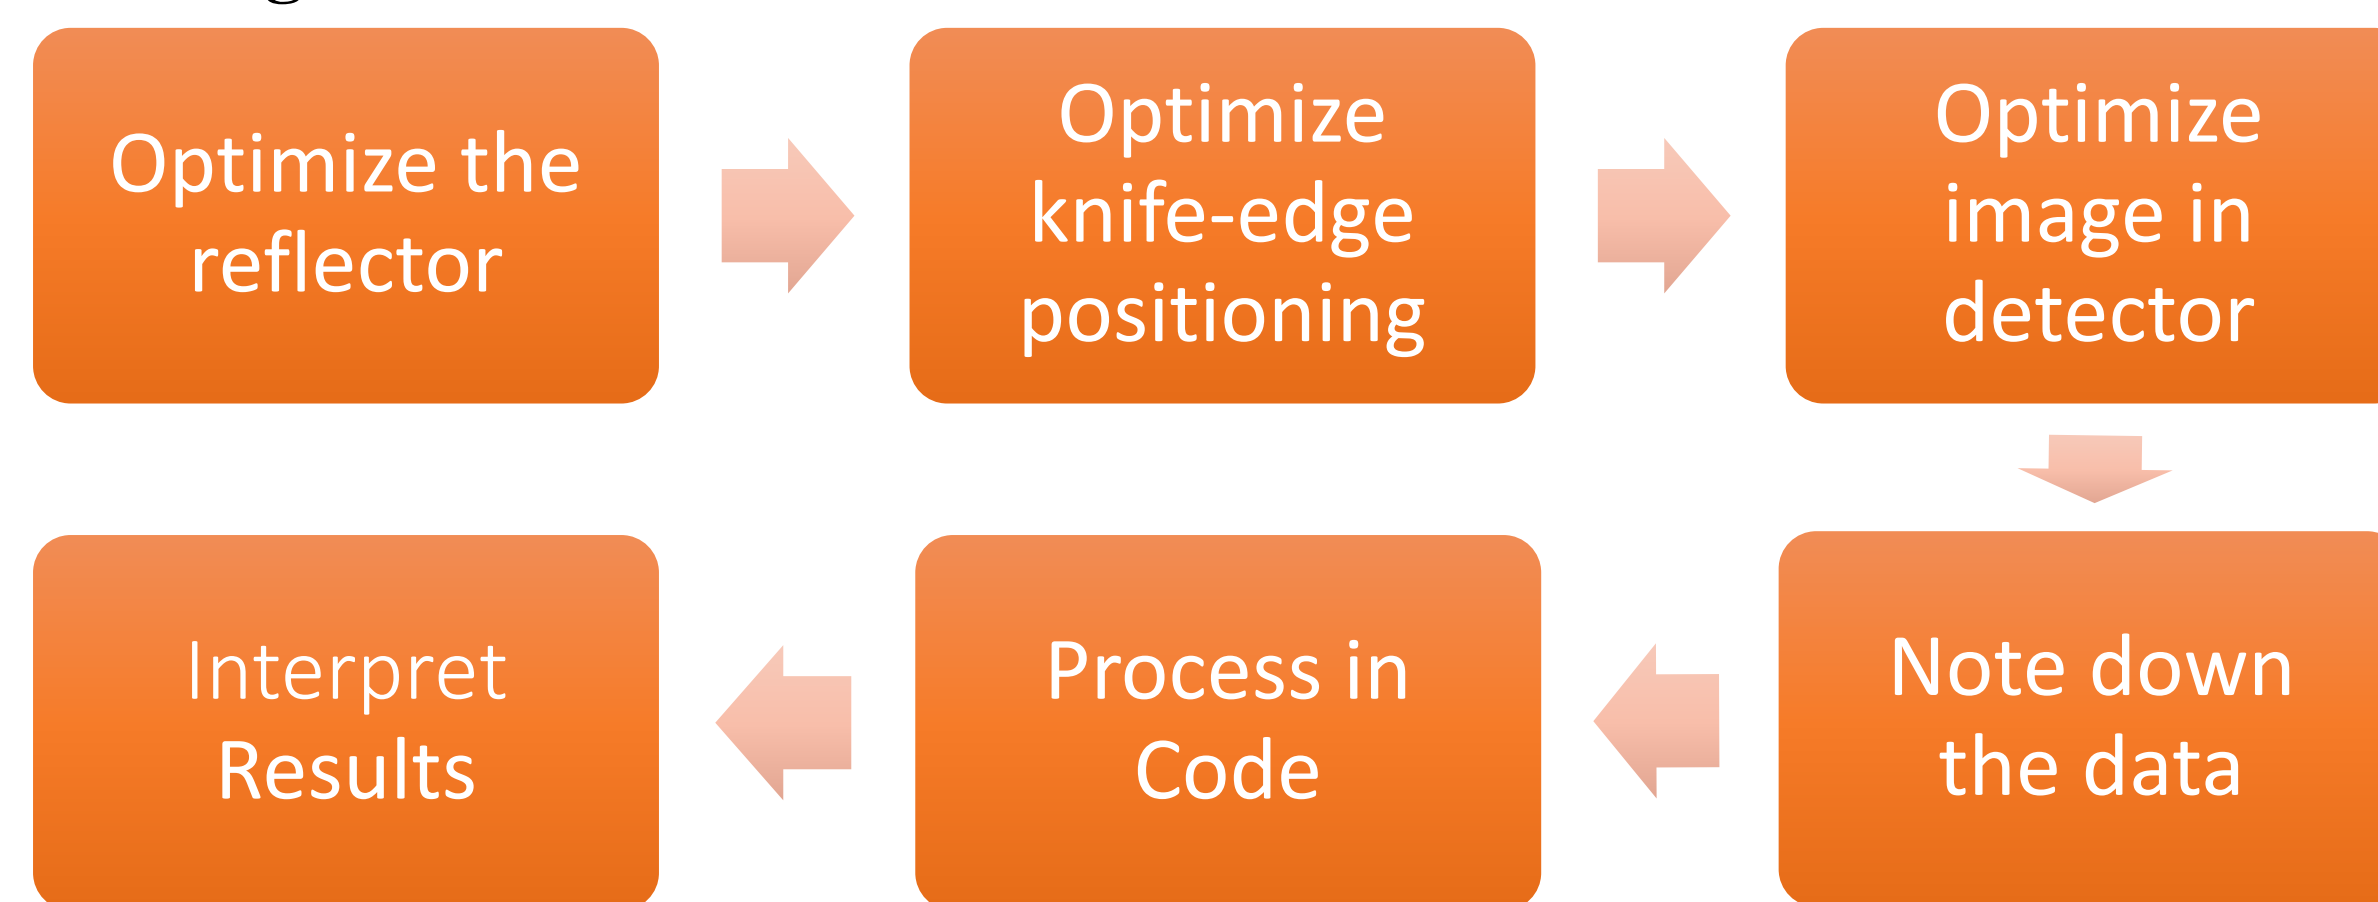 Optimize the
reflector
Optimize
knife-edge
positioning
Optimize
image in
detector
Note down
the data
Process in
Code
Interpret
Results